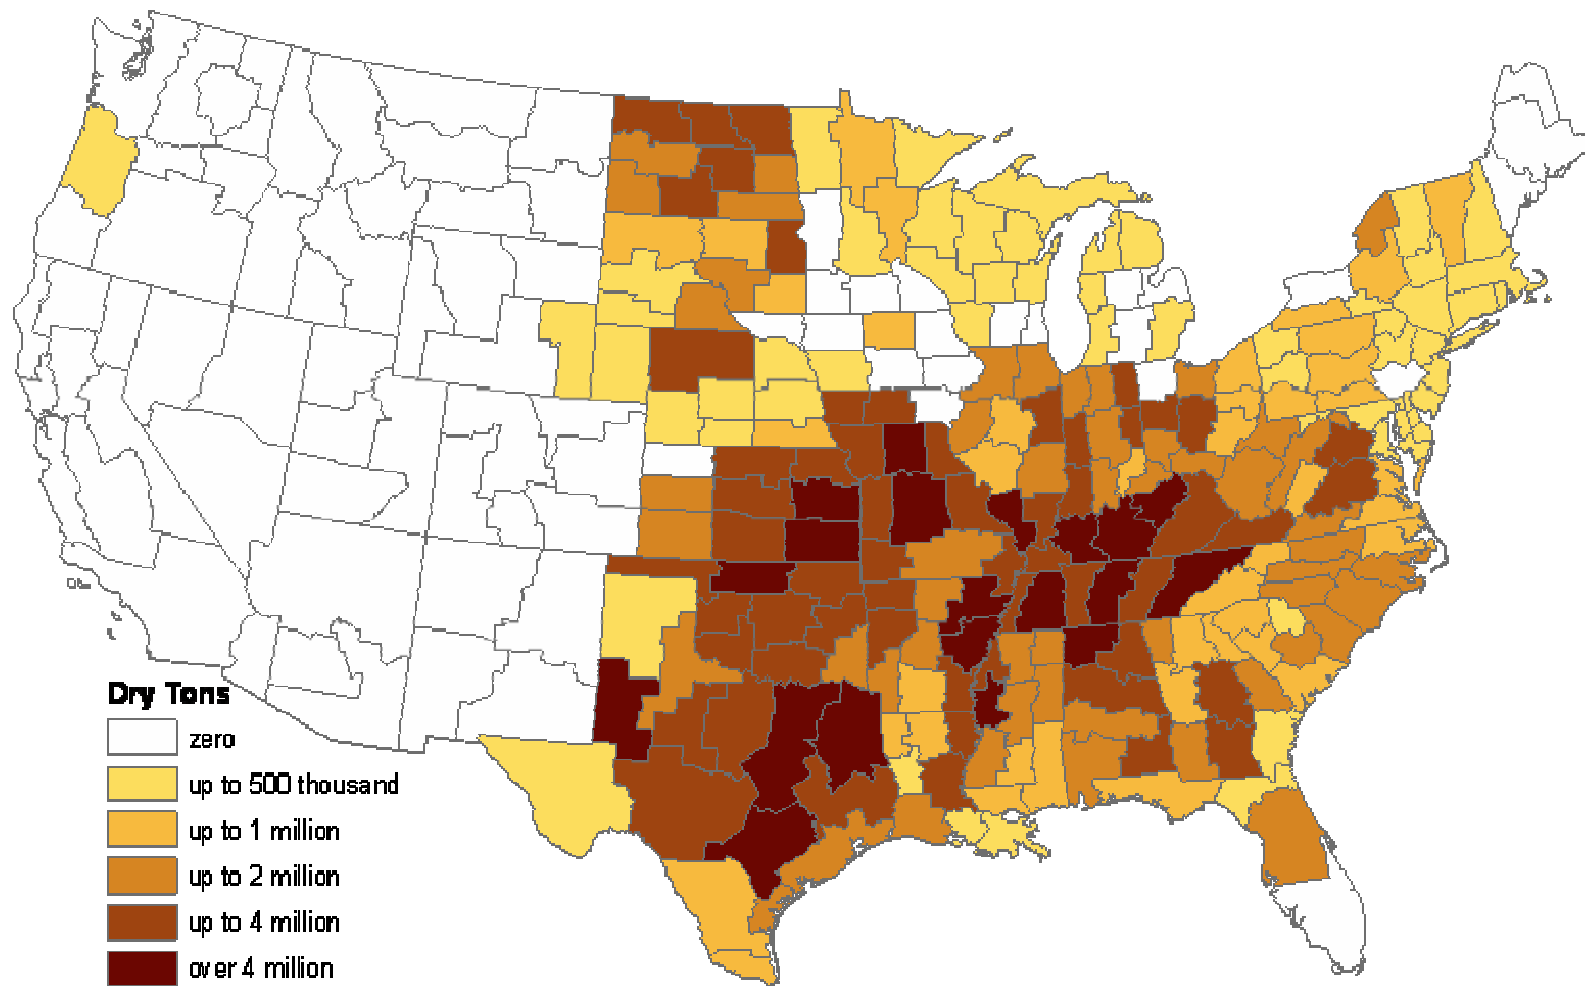 Dry Tons
zero
up to 500 thousand
up to 1 million
up to 2 million
up to 4 million
over 4 million